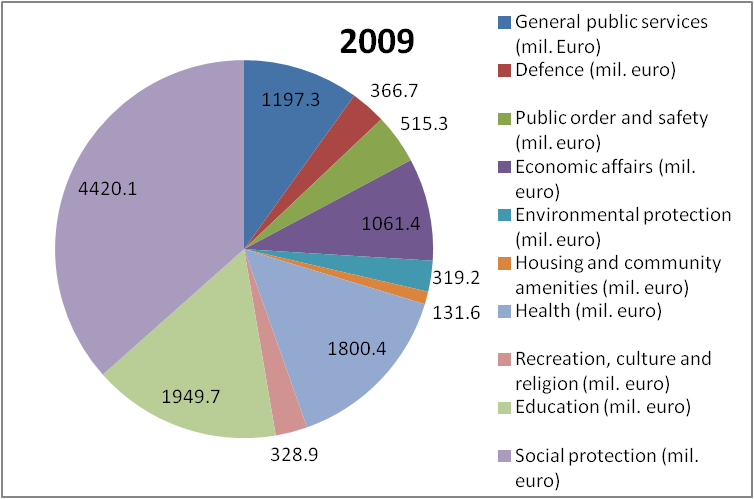 2009
General public services
(mil. Euro)
Defence (mil. euro)
Public order and safety
(mil. euro)
Economic affairs (mil.
euro)
Environmental protection
(mil. euro)
Housing and community
amenities (mil. euro)
Health (mil. euro)
Recreation, culture and
religion (mil. euro)
Education (mil. euro)
Social protection (mil.
euro)
1197.3
366.7
515.3
1061.4
319.2
131.6
1800.4
328.9
1949.7
4420.1